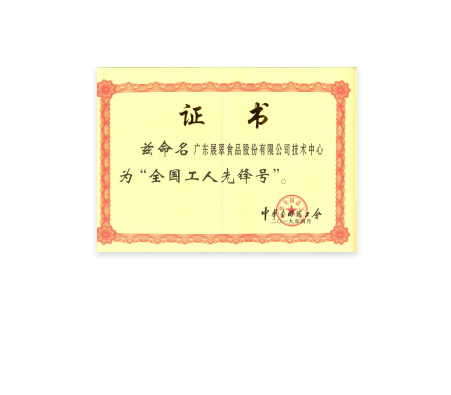 证 书
兹命名广东展翠食品股份有限公司技术中心
为“全国工人先锋号”。
中华全国总工会
二〇一九年四月